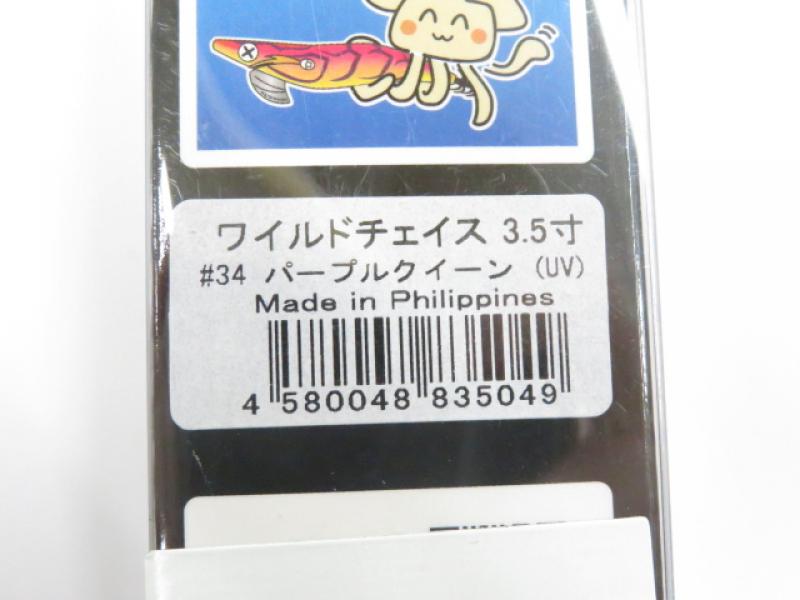 ワイルドチェイス 3.5寸
#34 パープルクイーン (UV)
Made in Philippines
4 580048 835049